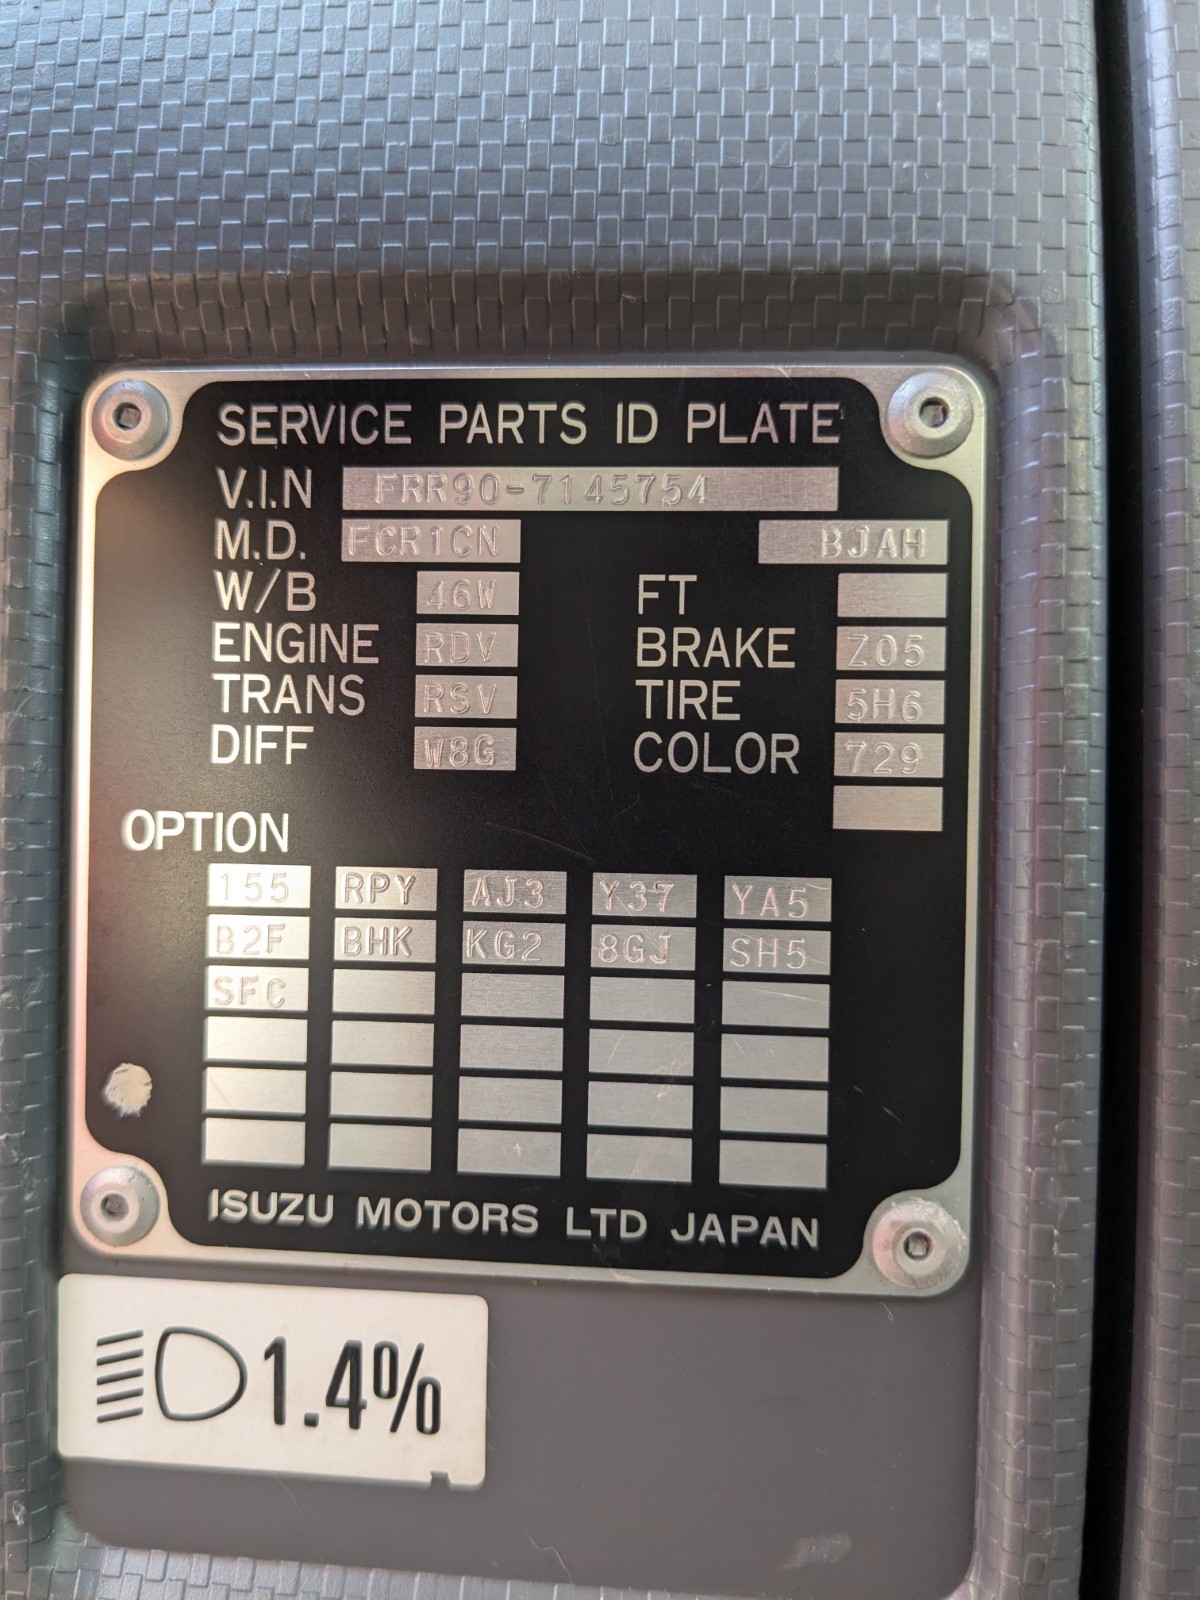 SERVICE PARTS ID PLATE
V.I.N FRR90-7145754
M.D. FCR1CN BJAH
W/B 46W FT
ENGINE RDV BRAKE Z05
TRANS RSV TIRE 5H6
DIFF W8G COLOR 729
OPTION
155 RPY AJ3 Y37 YA5
B2F BHK KG2 8GJ SH5
SFC
ISUZU MOTORS LTD JAPAN
1.4%